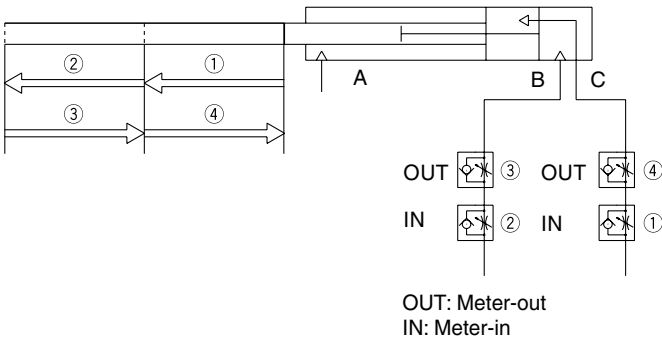 A B C
② ①
③ ④
OUT ③ OUT ④
IN ② IN ①
OUT: Meter-out
IN: Meter-in